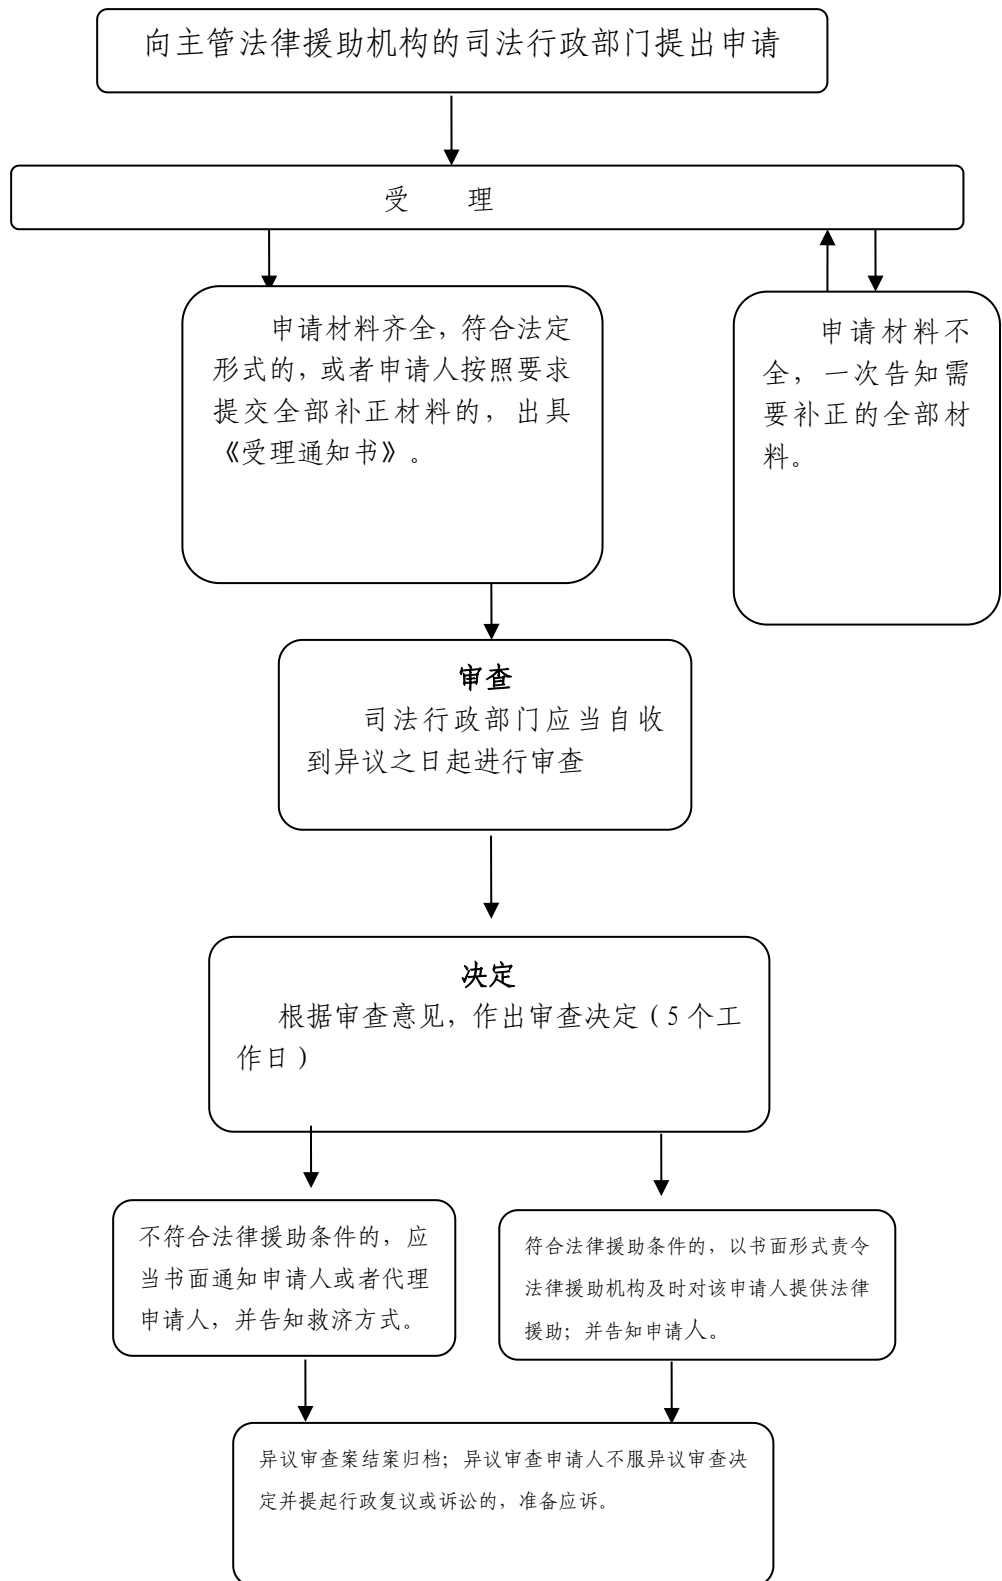 向主管法律援助机构的司法行政部门提出申请
受 理
申请材料齐全，符合法定
形式的，或者申请人按照要求
提交全部补正材料的，出具
《受理通知书》。
申请材料不
全，一次告知需
要补正的全部材
料。
审查
司法行政部门应当自收
到异议之日起进行审查
决定
根据审查意见，作出审查决定（5 个工
作日）
不符合法律援助条件的，应
当书面通知申请人或者代理
申请人，并告知救济方式。
符合法律援助条件的，以书面形式责令
法律援助机构及时对该申请人提供法律
援助；并告知申请人。
异议审查案结案归档；异议审查申请人不服异议审查决
定并提起行政复议或诉讼的，准备应诉。